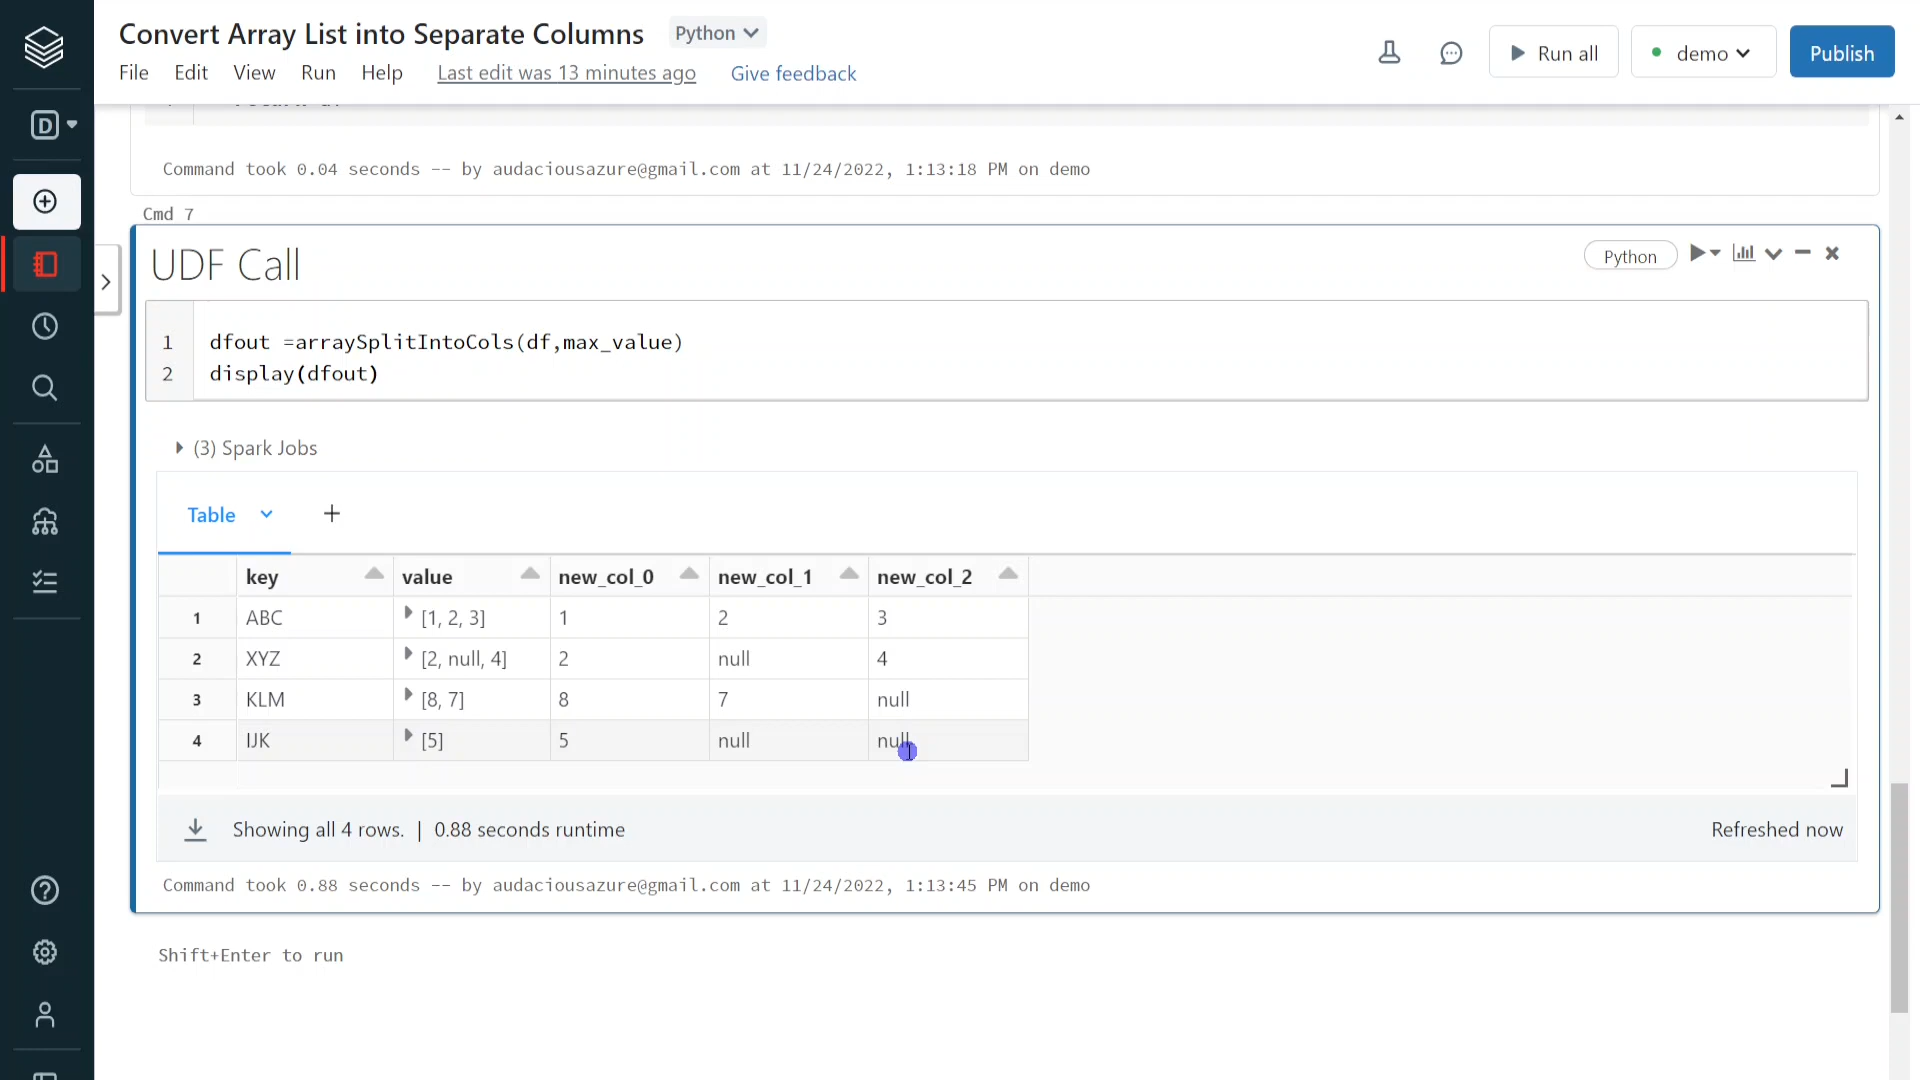 Convert Array List into Separate Columns Python
File Edit View Run Help Last edit was 13 minutes ago Give feedback
Run all demo Publish
D
Command took 0.04 seconds -- by audaciousazure@gmail.com at 11/24/2022, 1:13:18 PM on demo
Cmd 7
UDF Call
Python
1 dfout =arraySplitIntoCols(df,max_value)
2 display(dfout)
(3) Spark Jobs
Table +
key value new_col_0 new_col_1 new_col_2
1 ABC [1, 2, 3] 1 2 3
2 XYZ [2, null, 4] 2 null 4
3 KLM [8, 7] 8 7 null
4 IJK [5] 5 null null
Showing all 4 rows. | 0.88 seconds runtime Refreshed now
Command took 0.88 seconds -- by audaciousazure@gmail.com at 11/24/2022, 1:13:45 PM on demo
Shift+Enter to run